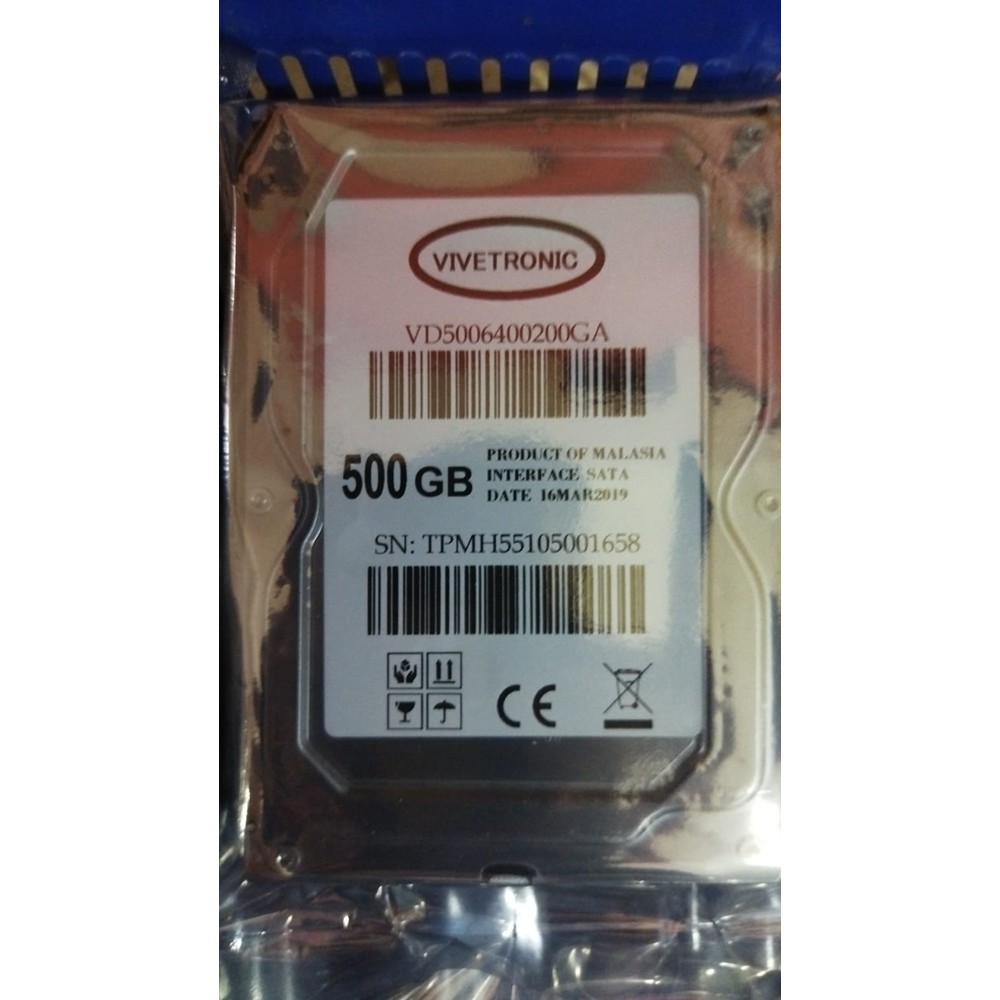 VIVETRONIC
VD5006400200GA
500 GB
PRODUCT OF MALASIA
INTERFACE SATA
DATE 16MAR2019
SN: TPMH55105001658
CE